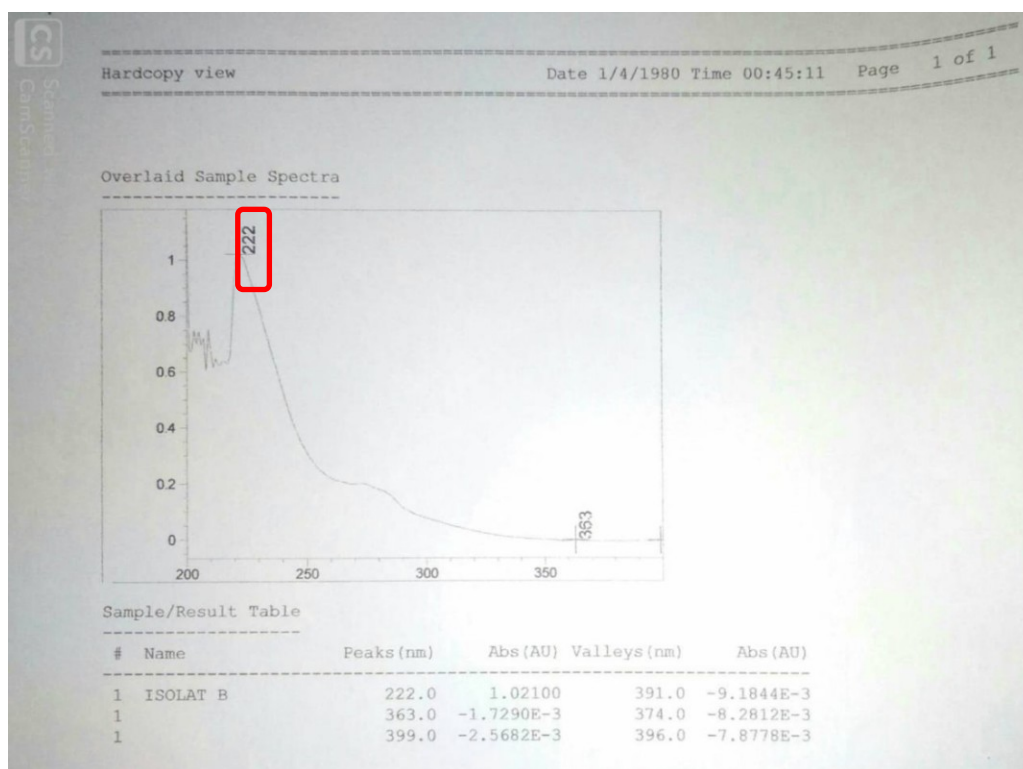 CS
Scanned by
CamScanner
Hardcopy view Date 1/4/1980 Time 00:45:11 Page 1 of 1
Overlaid Sample Spectra
222
1
0.8
0.6
0.4
0.2
363
0
200 250 300 350
Sample/Result Table
# Name Peaks(nm) Abs(AU) Valleys(nm) Abs(AU)
1 ISOLAT B 222.0 1.02100 391.0 -9.1844E-3
1 363.0 -1.7290E-3 374.0 -8.2812E-3
1 399.0 -2.5682E-3 396.0 -7.8778E-3